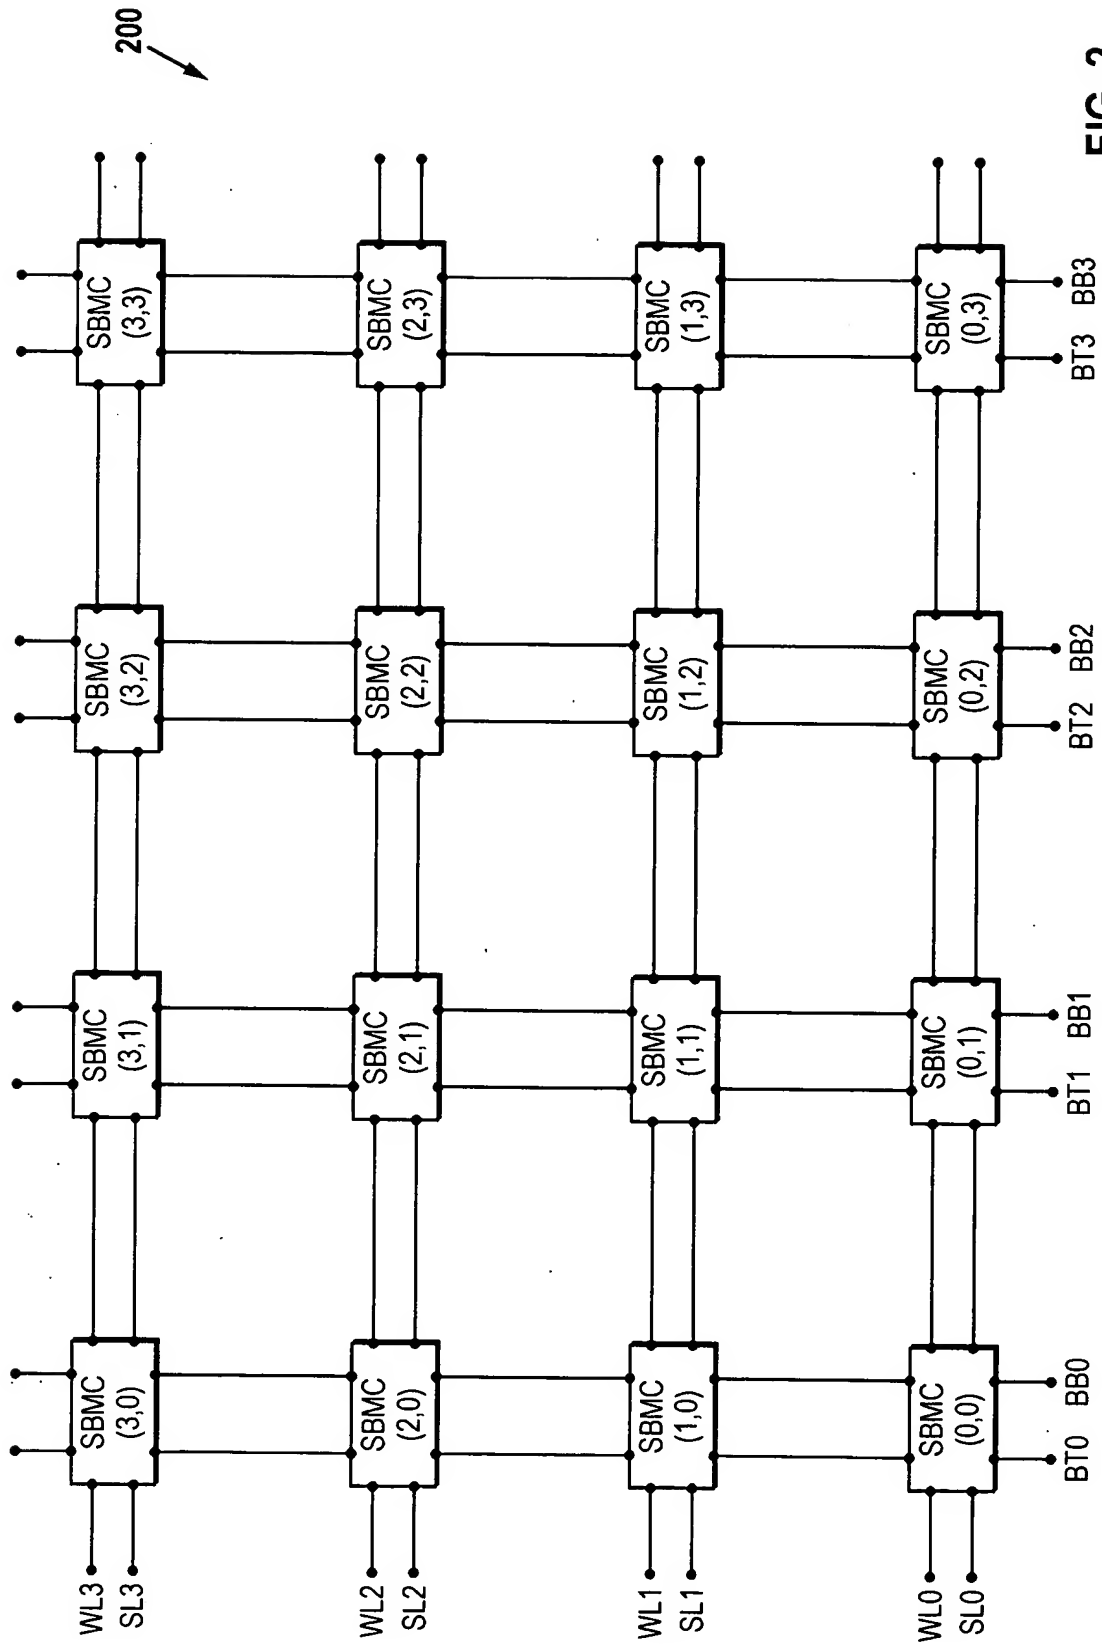 200
WL3
SL3
SBMC
(3,0)
SBMC
(3,1)
SBMC
(3,2)
SBMC
(3,3)
WL2
SL2
SBMC
(2,0)
SBMC
(2,1)
SBMC
(2,2)
SBMC
(2,3)
WL1
SL1
SBMC
(1,0)
SBMC
(1,1)
SBMC
(1,2)
SBMC
(1,3)
WL0
SL0
SBMC
(0,0)
SBMC
(0,1)
SBMC
(0,2)
SBMC
(0,3)
BT0
BB0
BT1
BB1
BT2
BB2
BT3
BB3
FIG. 2